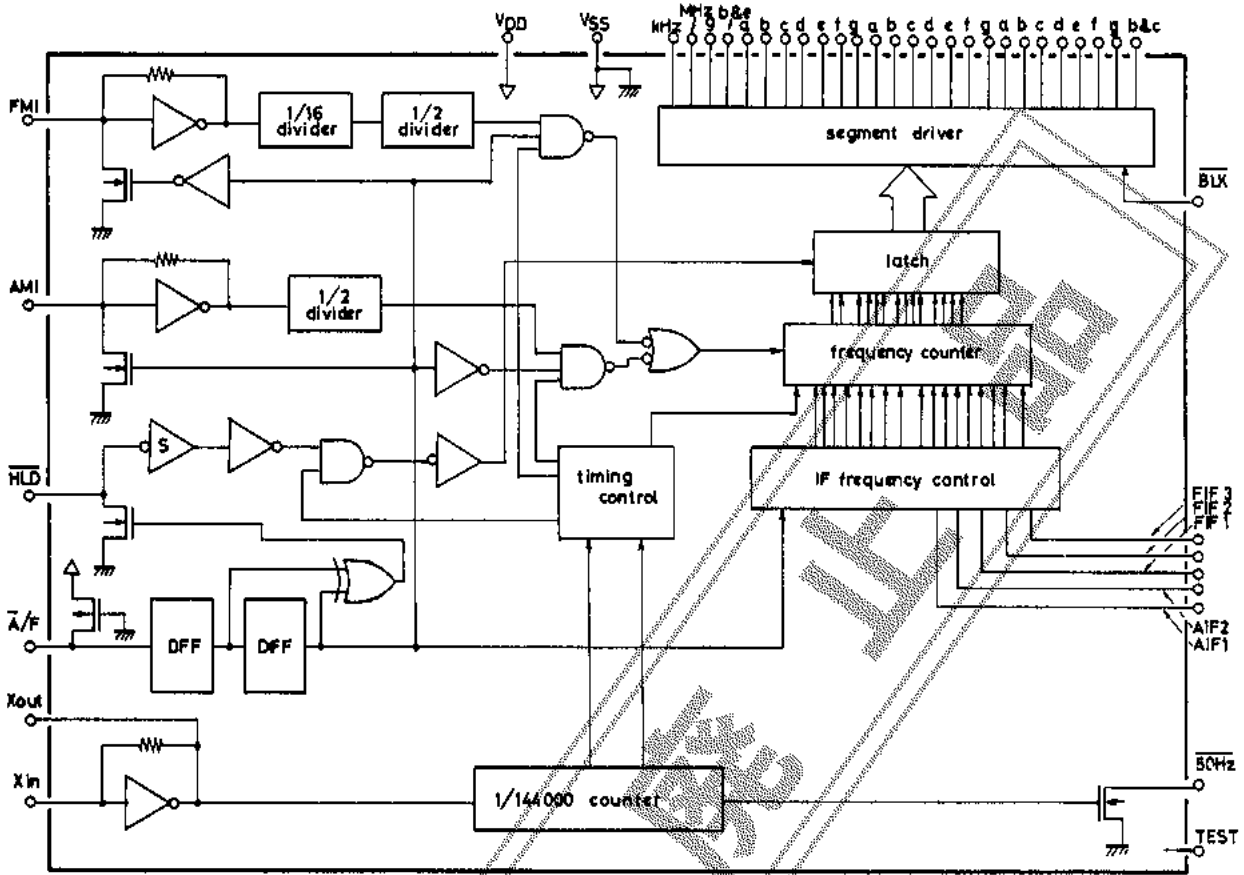 VDD
VSS
kHz
MHz
/
g
b&e
/
a b c d e f g a b c d e f g a b c d e f g b&c
FMI
1/16
divider
1/2
divider
segment driver
BLK
latch
AMI
1/2
divider
frequency counter
S
HLD
timing
control
IF frequency control
FIF3
FIF2
FIF1
A/F
DFF
DFF
AIF2
AIF1
Xout
Xin
1/144000 counter
50Hz
TEST